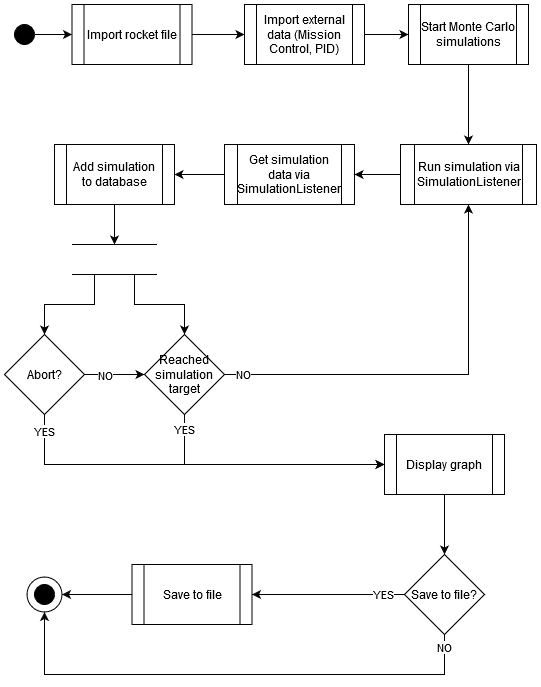 Import rocket file
Import external
data (Mission
Control, PID)
Start Monte Carlo
simulations
Add simulation
to database
Get simulation
data via
SimulationListener
Run simulation via
SimulationListener
Abort?
NO
Reached
simulation
target
NO
YES
YES
Display graph
Save to file
YES
Save to file?
NO